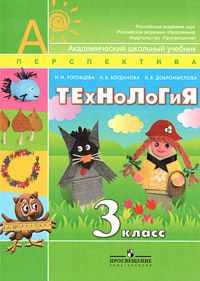 Российская академия наук
Российская академия образования
Издательство «Просвещение»
Академический школьный учебник
ПЕРСПЕКТИВА
Н. И. РОГОВЦЕВА, Н. В. БОГДАНОВА, Н. В. ДОБРОМЫСЛОВА
ТЕхНоЛоГиЯ
3 класс
ПРОСВЕЩЕНИЕ
ИЗДАТЕЛЬСТВО